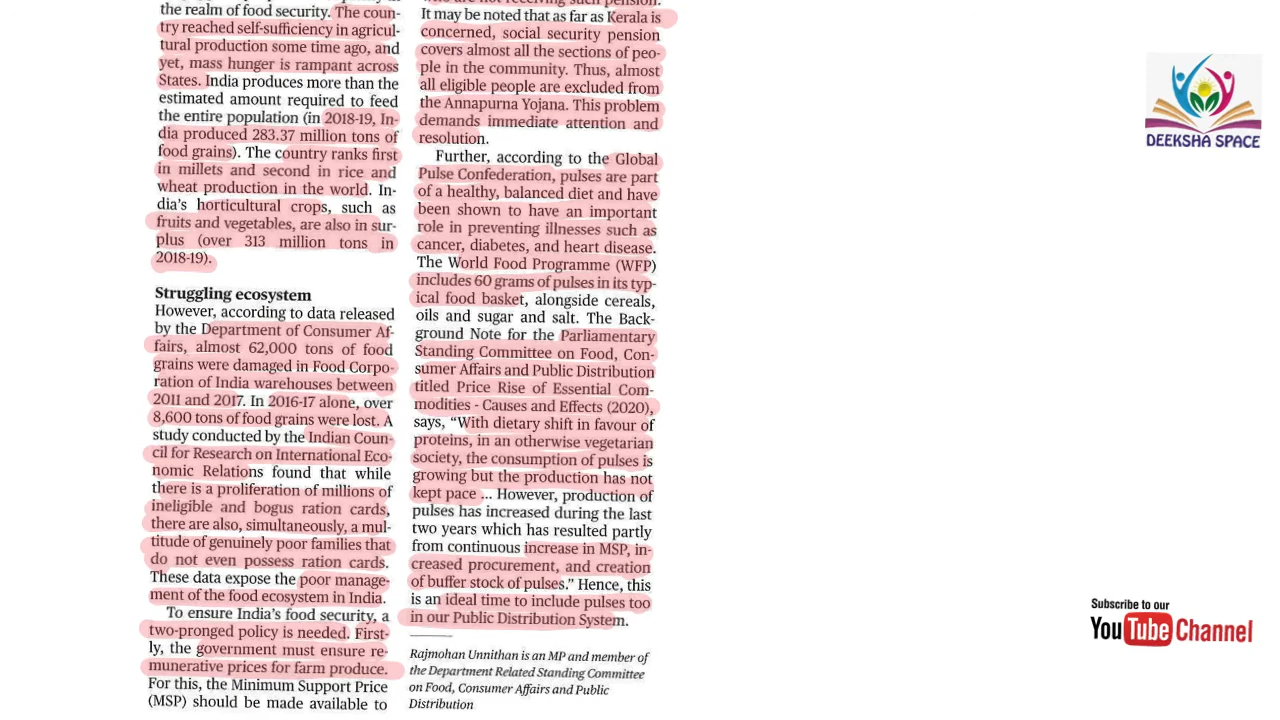 the realm of food security. The coun-
try reached self-sufficiency in agricul-
tural production some time ago, and
yet, mass hunger is rampant across
States. India produces more than the
estimated amount required to feed
the entire population (in 2018-19, In-
dia produced 283.37 million tons of
food grains). The country ranks first
in millets and second in rice and
wheat production in the world. In-
dia's horticultural crops, such as
fruits and vegetables, are also in sur-
plus (over 313 million tons in
2018-19).
Struggling ecosystem
However, according to data released
by the Department of Consumer Af-
fairs, almost 62,000 tons of food
grains were damaged in Food Corpo-
ration of India warehouses between
2011 and 2017. In 2016-17 alone, over
8,600 tons of food grains were lost. A
study conducted by the Indian Coun-
cil for Research on International Eco-
nomic Relations found that while
there is a proliferation of millions of
ineligible and bogus ration cards,
there are also, simultaneously, a mul-
titude of genuinely poor families that
do not even possess ration cards.
These data expose the poor manage-
ment of the food ecosystem in India.
To ensure India's food security, a
two-pronged policy is needed. First-
ly, the government must ensure re-
munerative prices for farm produce.
For this, the Minimum Support Price
(MSP) should be made available to
who are not receiving such pension.
It may be noted that as far as Kerala is
concerned, social security pension
covers almost all the sections of peo-
ple in the community. Thus, almost
all eligible people are excluded from
the Annapurna Yojana. This problem
demands immediate attention and
resolution.
Further, according to the Global
Pulse Confederation, pulses are part
of a healthy, balanced diet and have
been shown to have an important
role in preventing illnesses such as
cancer, diabetes, and heart disease.
The World Food Programme (WFP)
includes 60 grams of pulses in its typ-
ical food basket, alongside cereals,
oils and sugar and salt. The Back-
ground Note for the Parliamentary
Standing Committee on Food, Con-
sumer Affairs and Public Distribution
titled Price Rise of Essential Com-
modities - Causes and Effects (2020),
says, “With dietary shift in favour of
proteins, in an otherwise vegetarian
society, the consumption of pulses is
growing but the production has not
kept pace ... However, production of
pulses has increased during the last
two years which has resulted partly
from continuous increase in MSP, in-
creased procurement, and creation
of buffer stock of pulses.” Hence, this
is an ideal time to include pulses too
in our Public Distribution System.
Rajmohan Unnithan is an MP and member of
the Department Related Standing Committee
on Food, Consumer Affairs and Public
Distribution
DEEKSHA SPACE
Subscribe to our
YouTube Channel